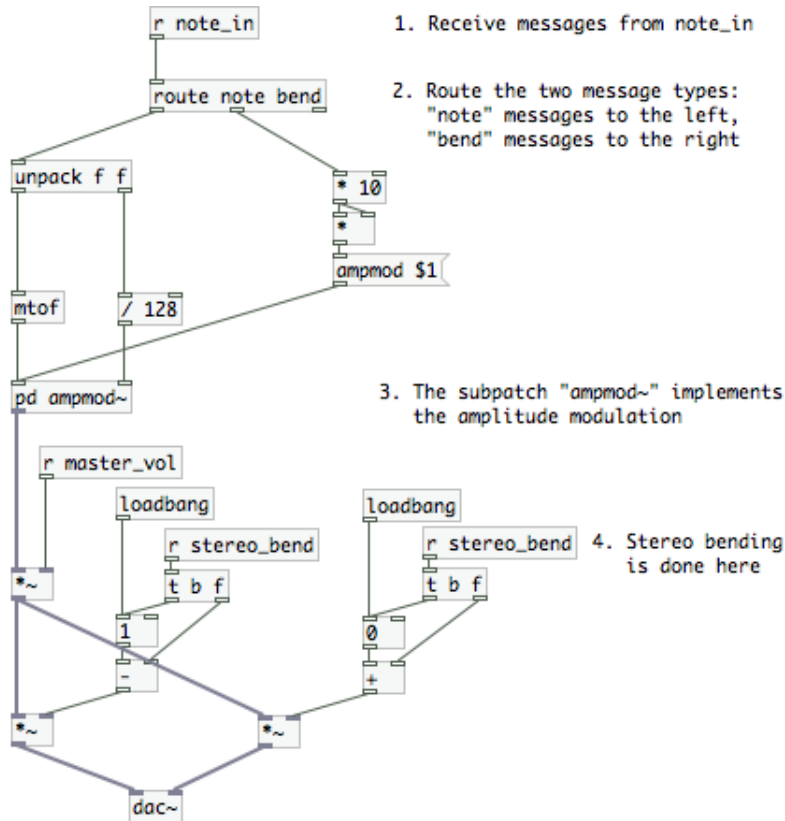 r note_in
1. Receive messages from note_in
route note bend
2. Route the two message types:
"note" messages to the left,
"bend" messages to the right
unpack f f
* 10
*
ampmod $1
mtof
/ 128
pd ampmod~
3. The subpatch "ampmod~" implements
the amplitude modulation
r master_vol
loadbang
loadbang
r stereo_bend
r stereo_bend
4. Stereo bending
is done here
*~
t b f
t b f
1
0
-
+
*~
*~
dac~